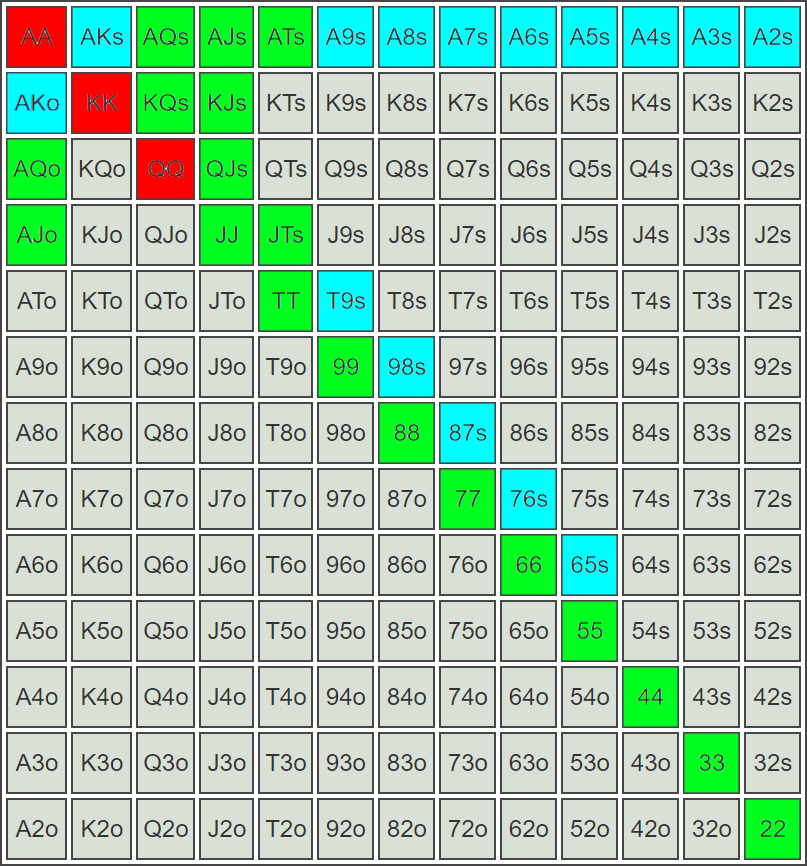 AA AKs AQs AJs ATs A9s A8s A7s A6s A5s A4s A3s A2s
AKo KK KQs KJs KTs K9s K8s K7s K6s K5s K4s K3s K2s
AQo KQo QQ QJs QTs Q9s Q8s Q7s Q6s Q5s Q4s Q3s Q2s
AJo KJo QJo JJ JTs J9s J8s J7s J6s J5s J4s J3s J2s
ATo KTo QTo JTo TT T9s T8s T7s T6s T5s T4s T3s T2s
A9o K9o Q9o J9o T9o 99 98s 97s 96s 95s 94s 93s 92s
A8o K8o Q8o J8o T8o 98o 88 87s 86s 85s 84s 83s 82s
A7o K7o Q7o J7o T7o 97o 87o 77 76s 75s 74s 73s 72s
A6o K6o Q6o J6o T6o 96o 86o 76o 66 65s 64s 63s 62s
A5o K5o Q5o J5o T5o 95o 85o 75o 65o 55 54s 53s 52s
A4o K4o Q4o J4o T4o 94o 84o 74o 64o 54o 44 43s 42s
A3o K3o Q3o J3o T3o 93o 83o 73o 63o 53o 43o 33 32s
A2o K2o Q2o J2o T2o 92o 82o 72o 62o 52o 42o 32o 22